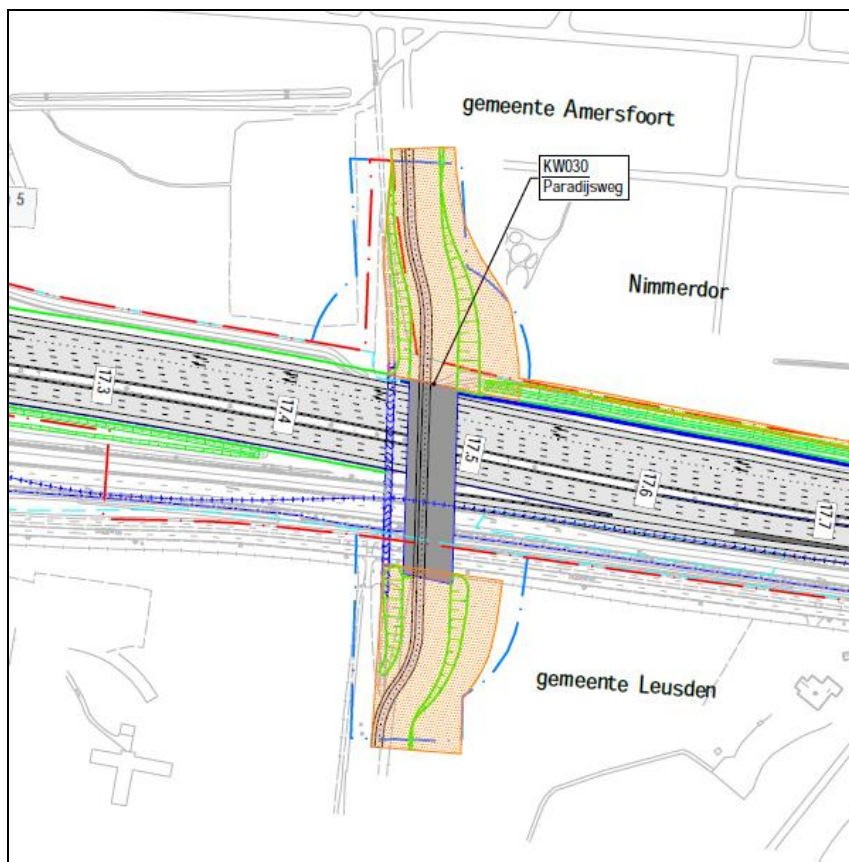 gemeente Amersfoort
KW030
Paradijsweg
5
Nimmerdor
17.3
17.4
17.5
17.6
17.7
gemeente Leusden